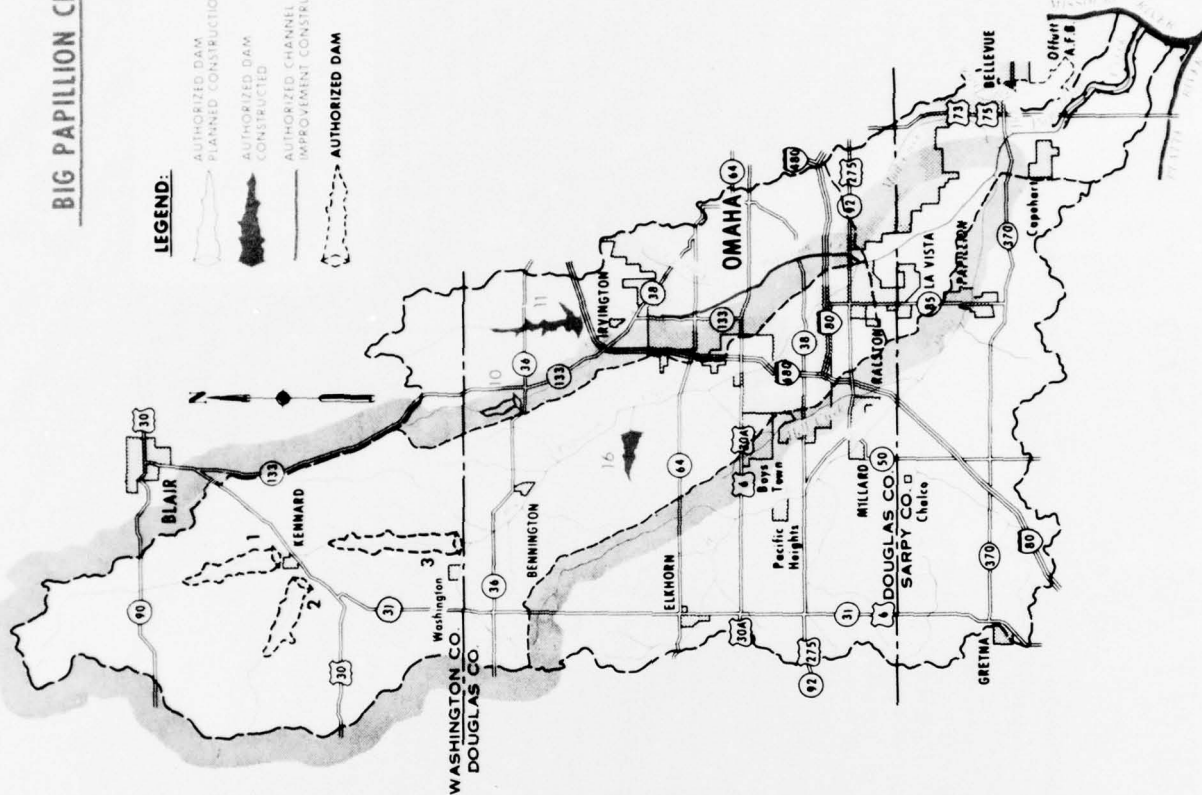 BIG PAPILLION
LEGEND:
AUTHORIZED DAM
PLANNED CONSTRUCTION
AUTHORIZED DAM
CONSTRUCTED
AUTHORIZED CHANNEL
IMPROVEMENT
AUTHORIZED DAM
N
30
BLAIR
133
90
KENNARD
1
2
3
31
30
Washington
WASHINGTON CO.
DOUGLAS CO.
36
BENNINGTON
36
10
11
133
IRVINGTON
38
133
16
64
ELKHORN
OMAHA
64
480
275
92
30A
6
Boys
Town
Pacific
Heights
680
38
80
30A
275
92
31
6
MILLARD
50
RALSTON
DOUGLAS CO.
SARPY CO.
Chalco
LA VISTA
85
PAPILLION
370
370
80
GRETNA
73
75
BELLEVUE
Offutt
A.F.B.
Capehart
RIVER